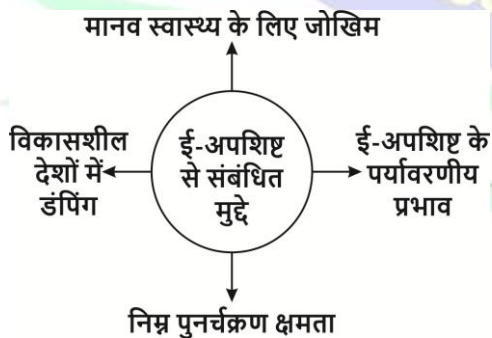 मानव स्वास्थ्य के लिए जोखिम
विकासशील
देशों में
डंपिंग
ई-अपशिष्ट
से संबंधित
मुद्दे
ई-अपशिष्ट के
पर्यावरणीय
प्रभाव
निम्न पुनर्चक्रण क्षमता